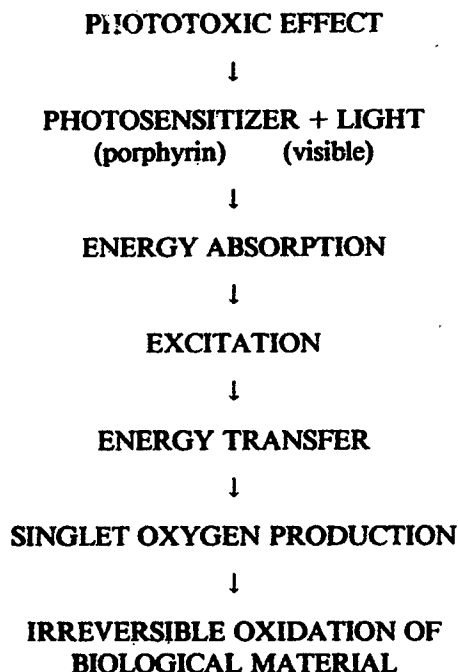 PHOTOTOXIC EFFECT
↓
PHOTOSENSITIZER + LIGHT
(porphyrin) (visible)
↓
ENERGY ABSORPTION
↓
EXCITATION
↓
ENERGY TRANSFER
↓
SINGLET OXYGEN PRODUCTION
↓
IRREVERSIBLE OXIDATION OF
BIOLOGICAL MATERIAL